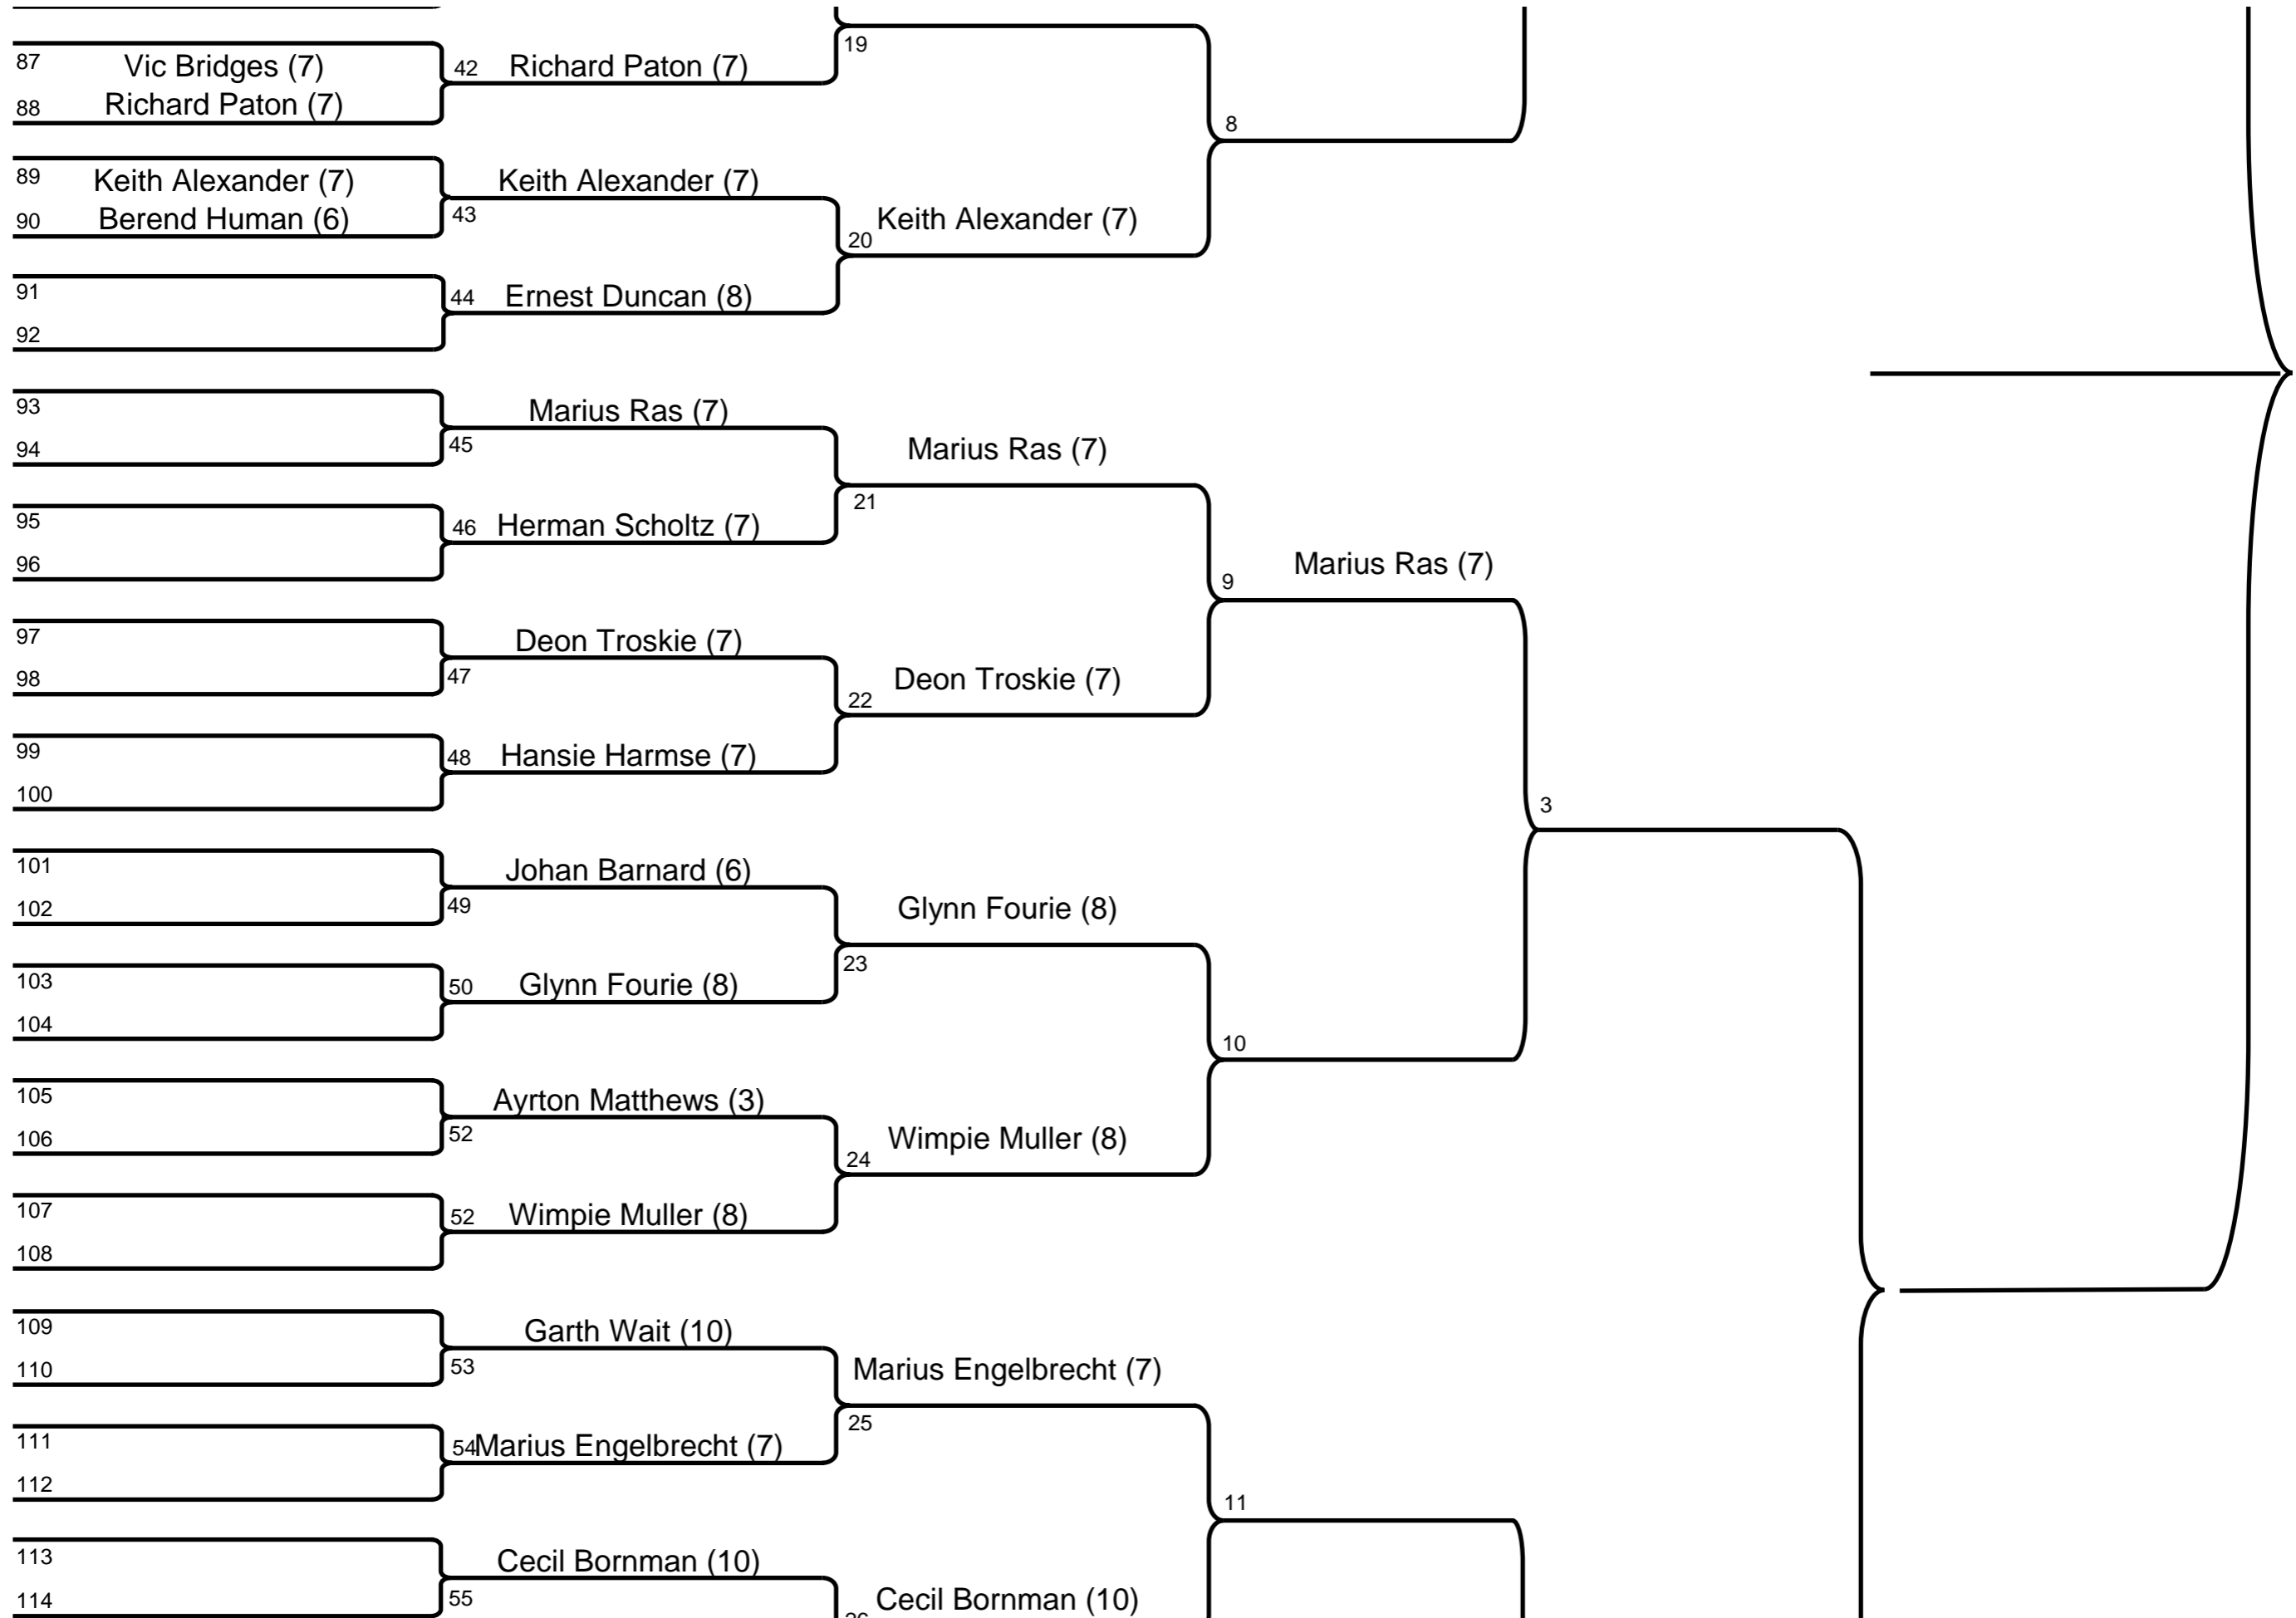 19
87 Vic Bridges (7)
42 Richard Paton (7)
88 Richard Paton (7)
8
89 Keith Alexander (7)
Keith Alexander (7)
90 Berend Human (6)
43
Keith Alexander (7)
20
91
44 Ernest Duncan (8)
92
93
Marius Ras (7)
94
45
Marius Ras (7)
21
95
46 Herman Scholtz (7)
96
9
Marius Ras (7)
97
Deon Troskie (7)
98
47
Deon Troskie (7)
22
99
48 Hansie Harmse (7)
100
3
101
Johan Barnard (6)
102
49
Glynn Fourie (8)
23
103
50 Glynn Fourie (8)
104
10
105
Ayrton Matthews (3)
106
52
Wimpie Muller (8)
24
107
52 Wimpie Muller (8)
108
109
Garth Wait (10)
110
53
Marius Engelbrecht (7)
25
111
54 Marius Engelbrecht (7)
112
11
113
Cecil Bornman (10)
114
55
Cecil Bornman (10)